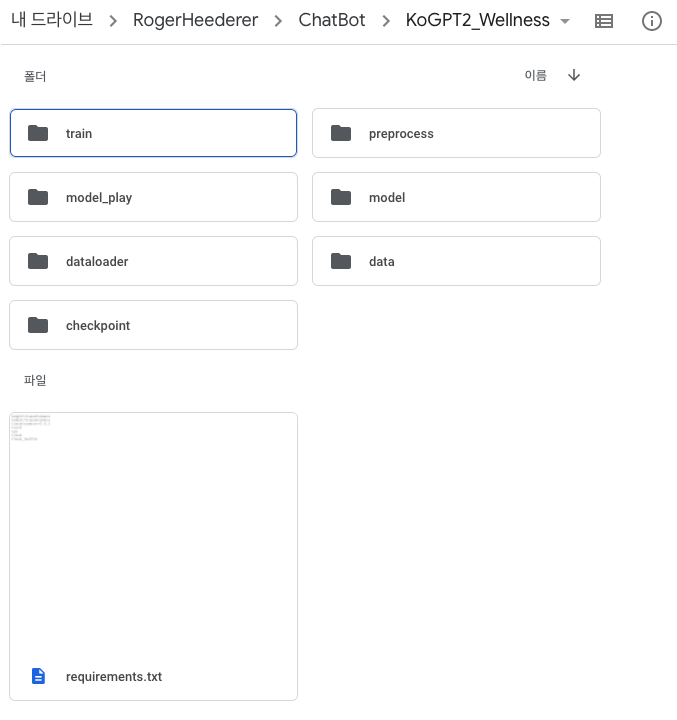 내 드라이브 > RogerHeederer > ChatBot > KoGPT2_Wellness
폴더 이름
train preprocess
model_play model
dataloader data
checkpoint
파일
requirements.txt